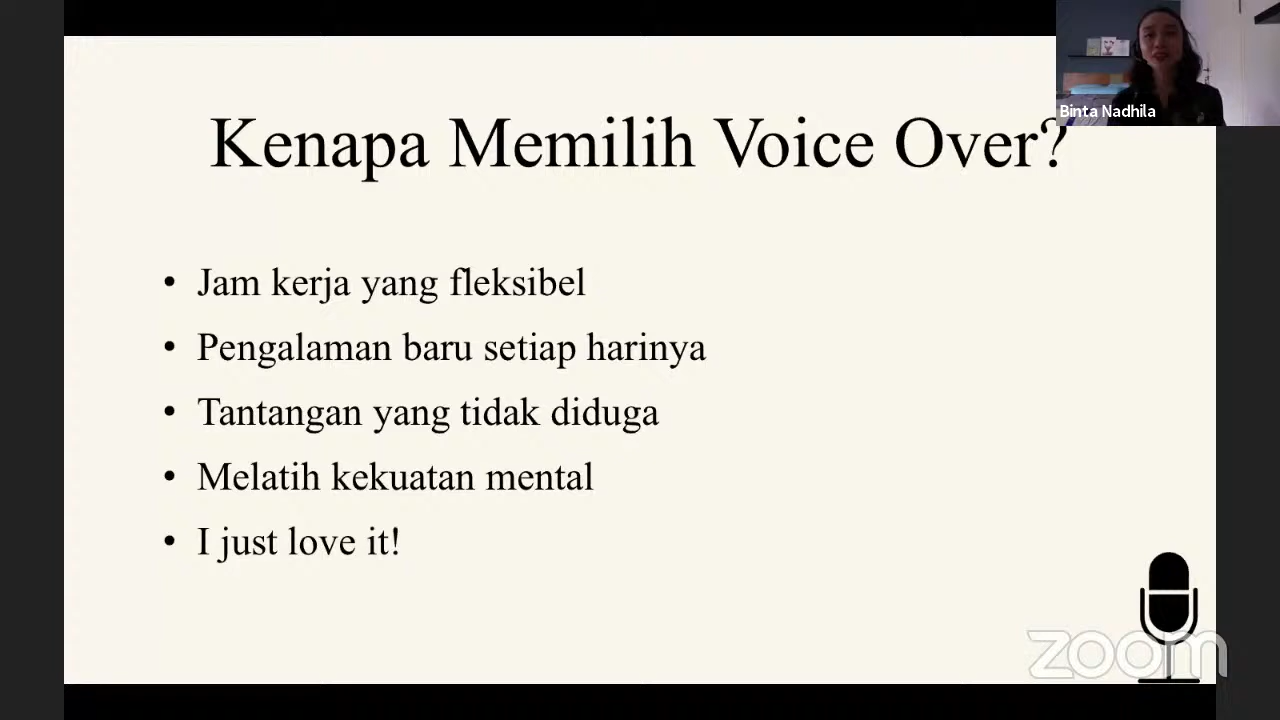 Binta Nadhila
Kenapa Memilih Voice Over?
• Jam kerja yang fleksibel
• Pengalaman baru setiap harinya
• Tantangan yang tidak diduga
• Melatih kekuatan mental
• I just love it!
zoom